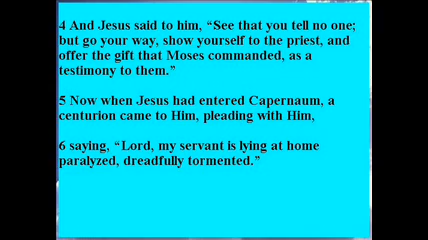 4 And Jesus said to him, “See that you tell no one;
but go your way, show yourself to the priest, and
offer the gift that Moses commanded, as a
testimony to them.”
5 Now when Jesus had entered Capernaum, a
centurion came to Him, pleading with Him,
6 saying, “Lord, my servant is lying at home
paralyzed, dreadfully tormented.”